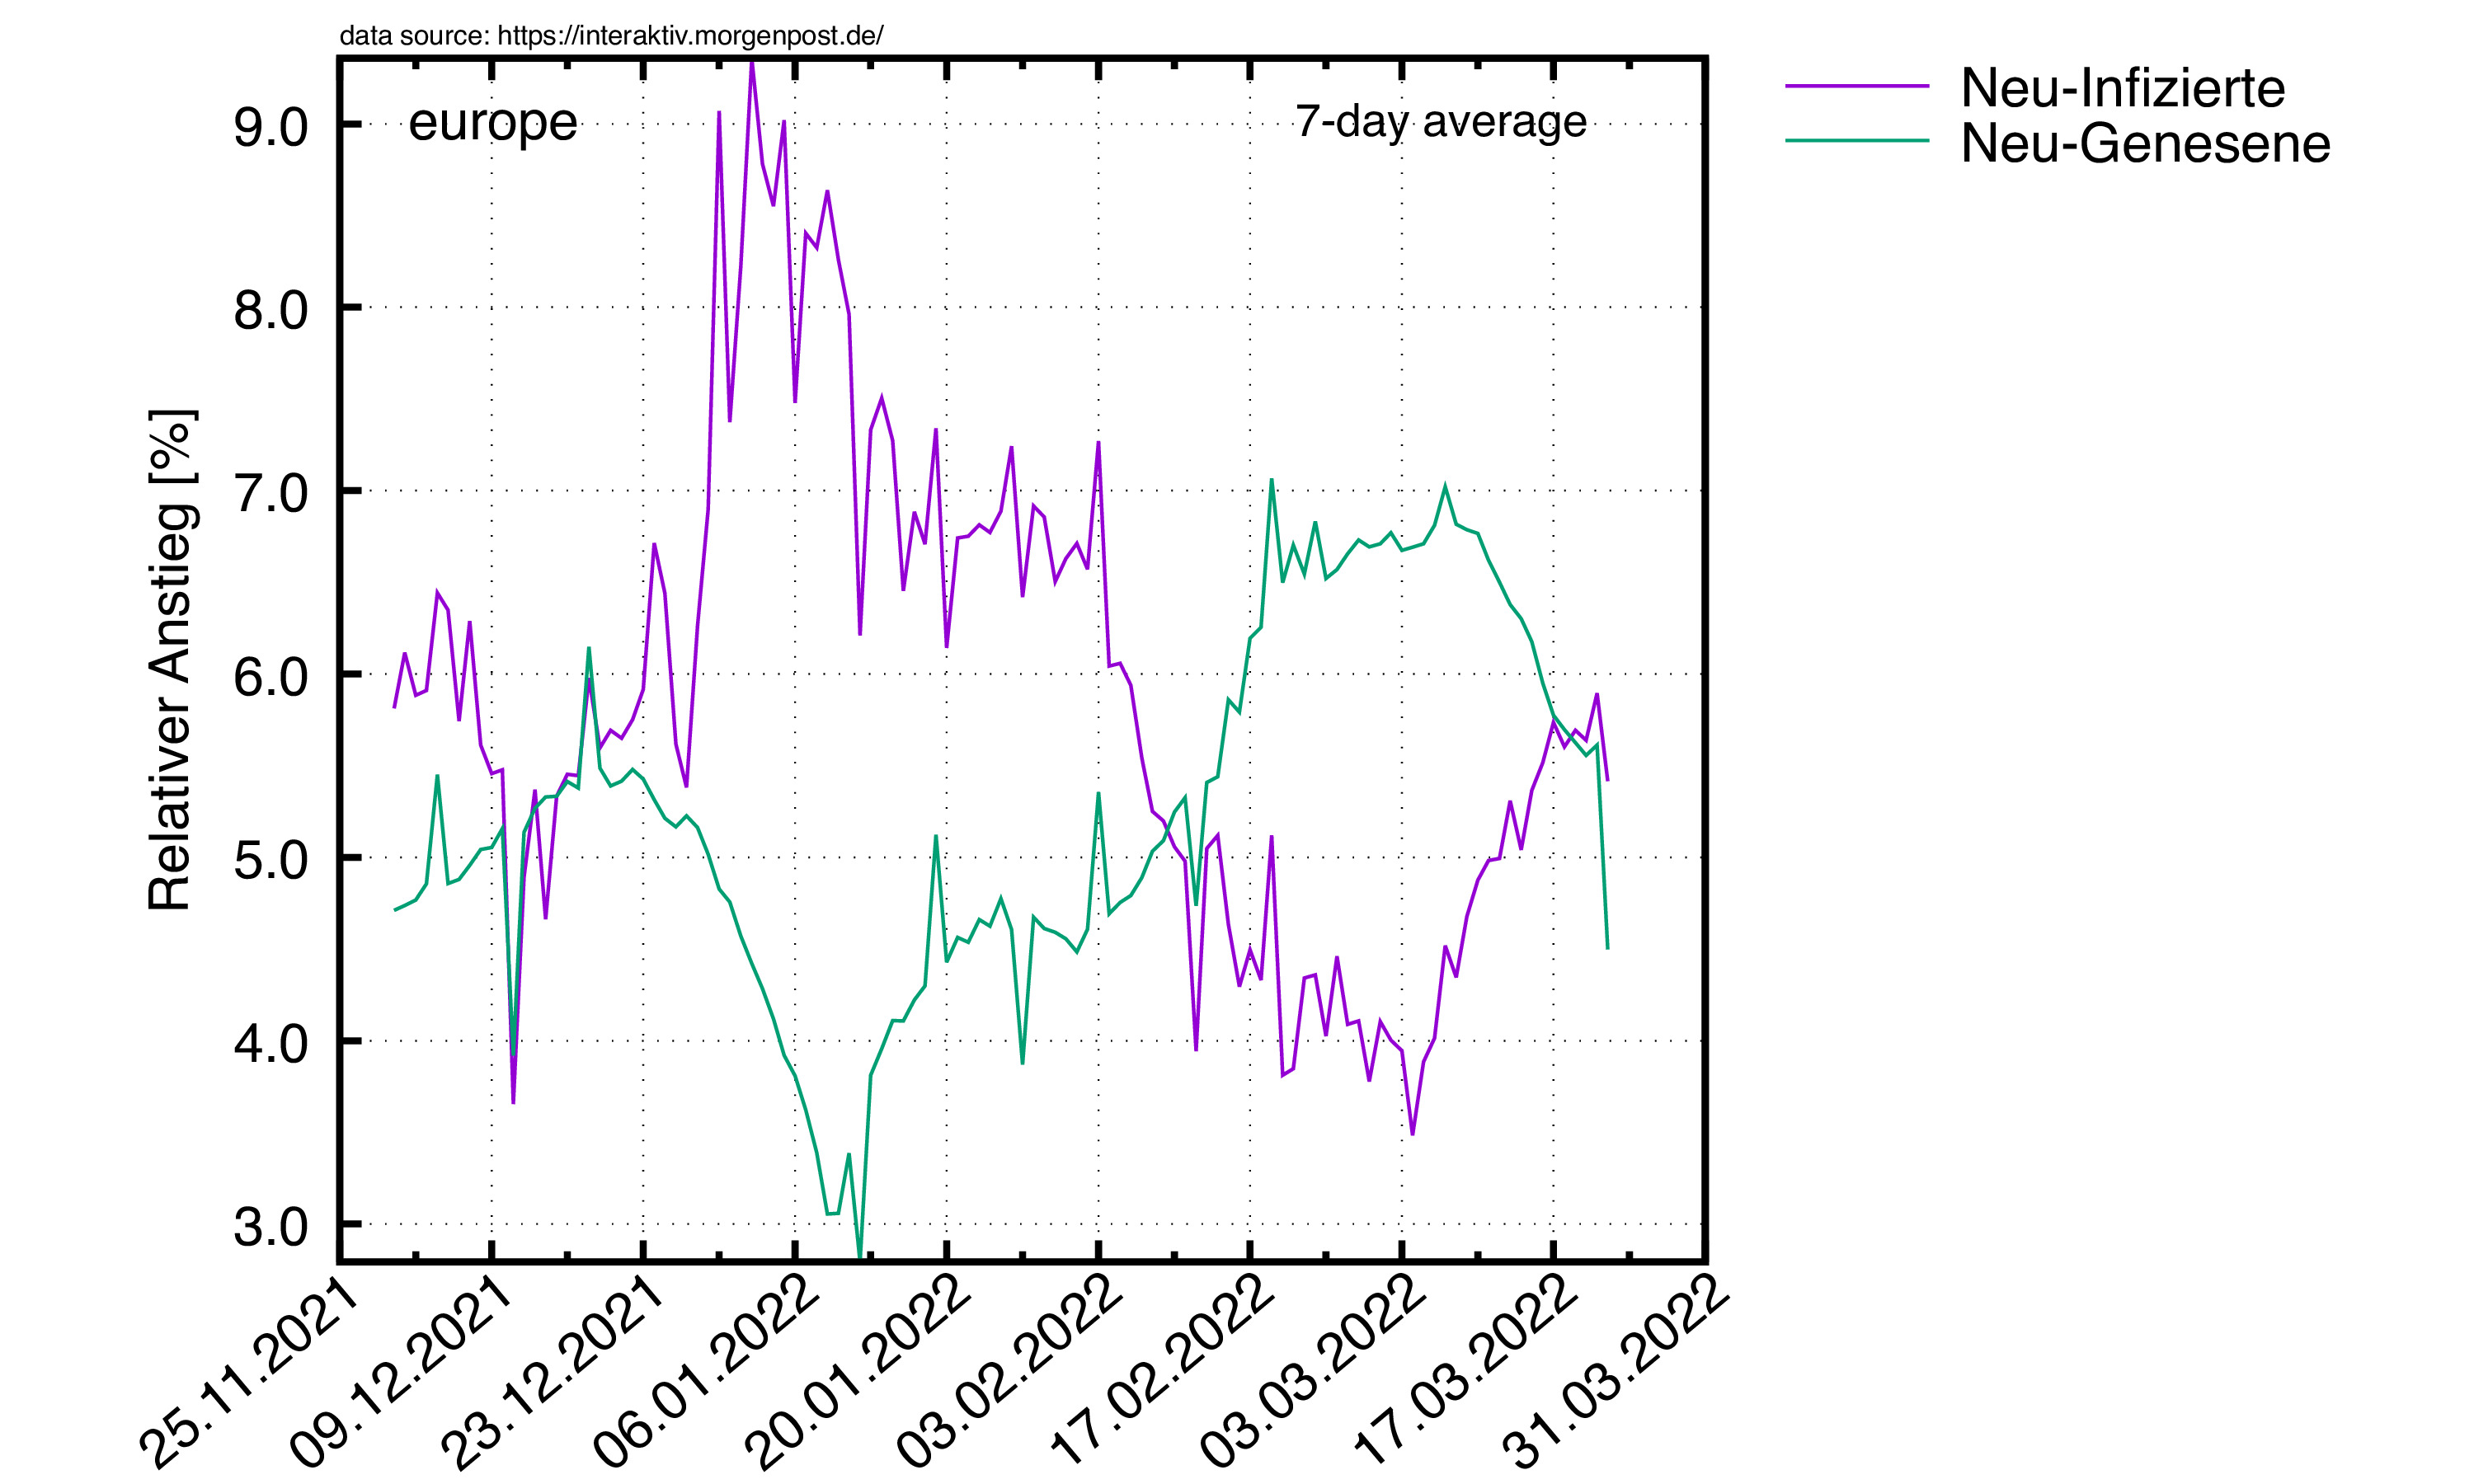 data source: https://interaktiv.morgenpost.de/
europe
7-day average
Neu-Infizierte
Neu-Genesene
Relativer Anstieg [%]
9.0
8.0
7.0
6.0
5.0
4.0
3.0
25.11.2021
09.12.2021
23.12.2021
06.01.2022
20.01.2022
03.02.2022
17.02.2022
03.03.2022
17.03.2022
31.03.2022